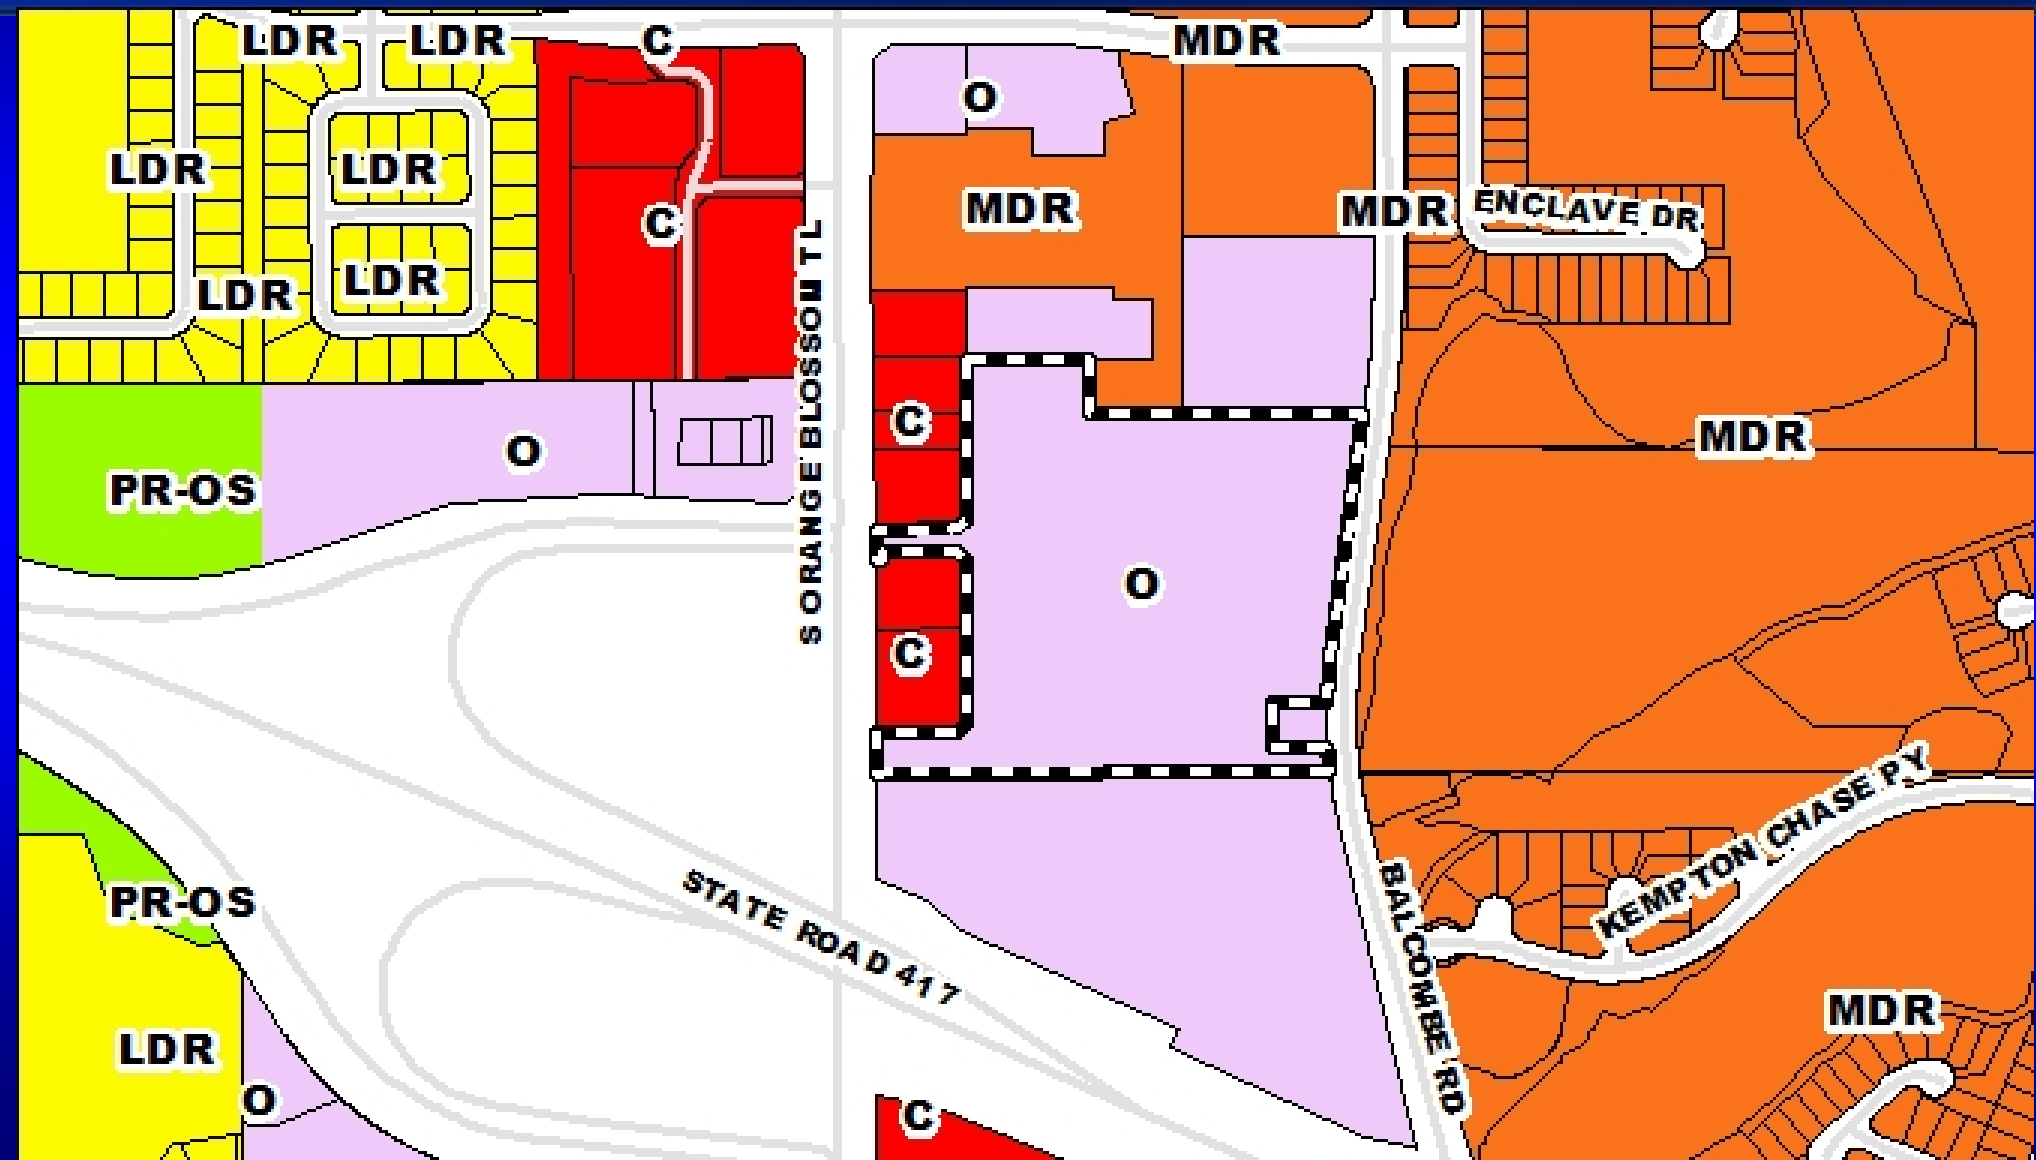 LDR
LDR
C
MDR
O
LDR
LDR
MDR
MDR
ENCLAVE DR
C
LDR
LDR
S ORANGE BLOSSOM TL
C
MDR
O
PR-OS
O
C
STATE ROAD 417
KEMPTON CHASE PY
BALCOMBE RD
PR-OS
MDR
LDR
O
C